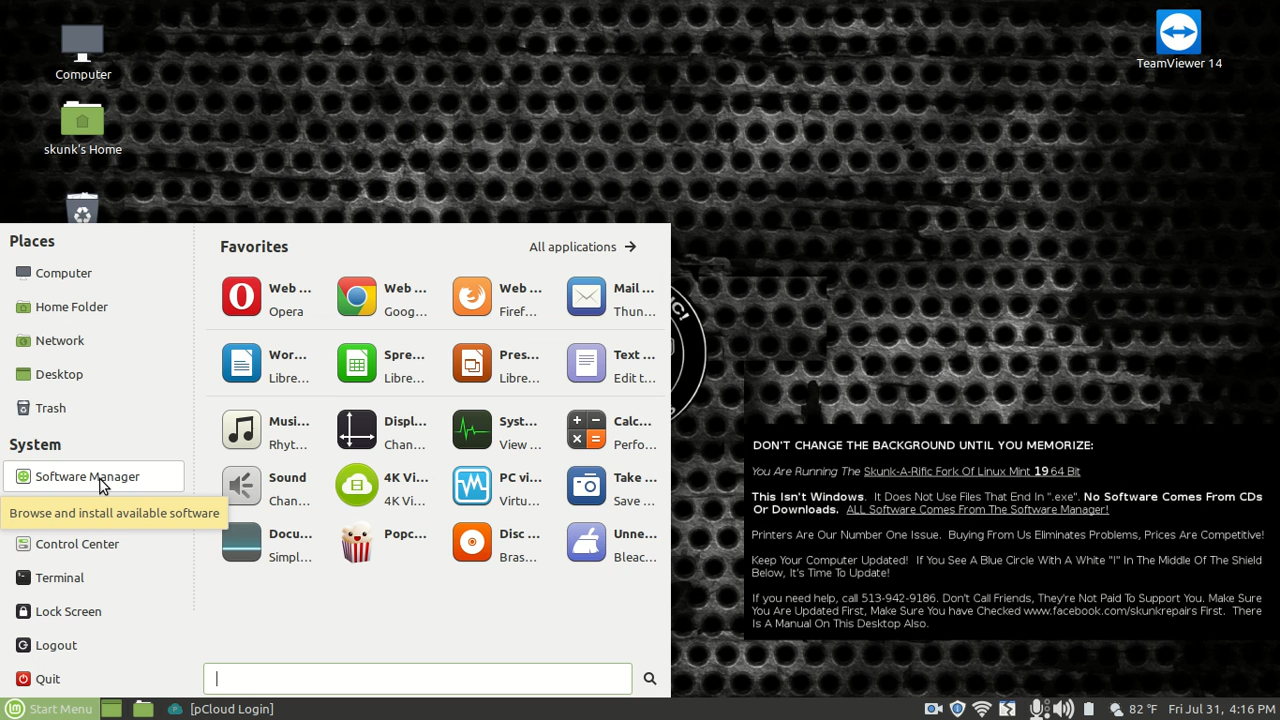 Computer
TeamViewer 14
skunk's Home
Places
Favorites
All applications
Computer
Home Folder
Network
Desktop
Trash
System
Software Manager
Browse and install available software
Control Center
Terminal
Lock Screen
Logout
Quit
Web ...
Opera
Web ...
Goog...
Web ...
Firef...
Mail ...
Thun...
Wor...
Libre...
Spre...
Libre...
Pres...
Libre...
Text ...
Edit t...
Musi...
Rhyt...
Displ...
Chan...
Syst...
View ...
Calc...
Perfo...
Sound
Chan...
4K Vi...
4K Vi...
PC vi...
Virtu...
Take ...
Save ...
Docu...
Simpl...
Popc...
Disc ...
Bras...
Unne...
Bleac...
DON'T CHANGE THE BACKGROUND UNTIL YOU MEMORIZE:
You Are Running The Skunk-A-Rific Fork Of Linux Mint 19 64 Bit
This Isn't Windows. It Does Not Use Files That End In ".exe". No Software Comes From CDs
Or Downloads. ALL Software Comes From The Software Manager!
Printers Are Our Number One Issue. Buying From Us Eliminates Problems, Prices Are Competitive!
Keep Your Computer Updated! If You See A Blue Circle With A White "I" In The Middle Of The Shield
Below, It's Time To Update!
If you need help, call 513-942-9186. Don't Call Friends, They're Not Paid To Support You. Make Sure
You Are Updated First, Make Sure You have Checked www.facebook.com/skunkrepairs First. There
Is A Manual On This Desktop Also.
Start Menu
[pCloud Login]
82 °F
Fri Jul 31, 4:16 PM